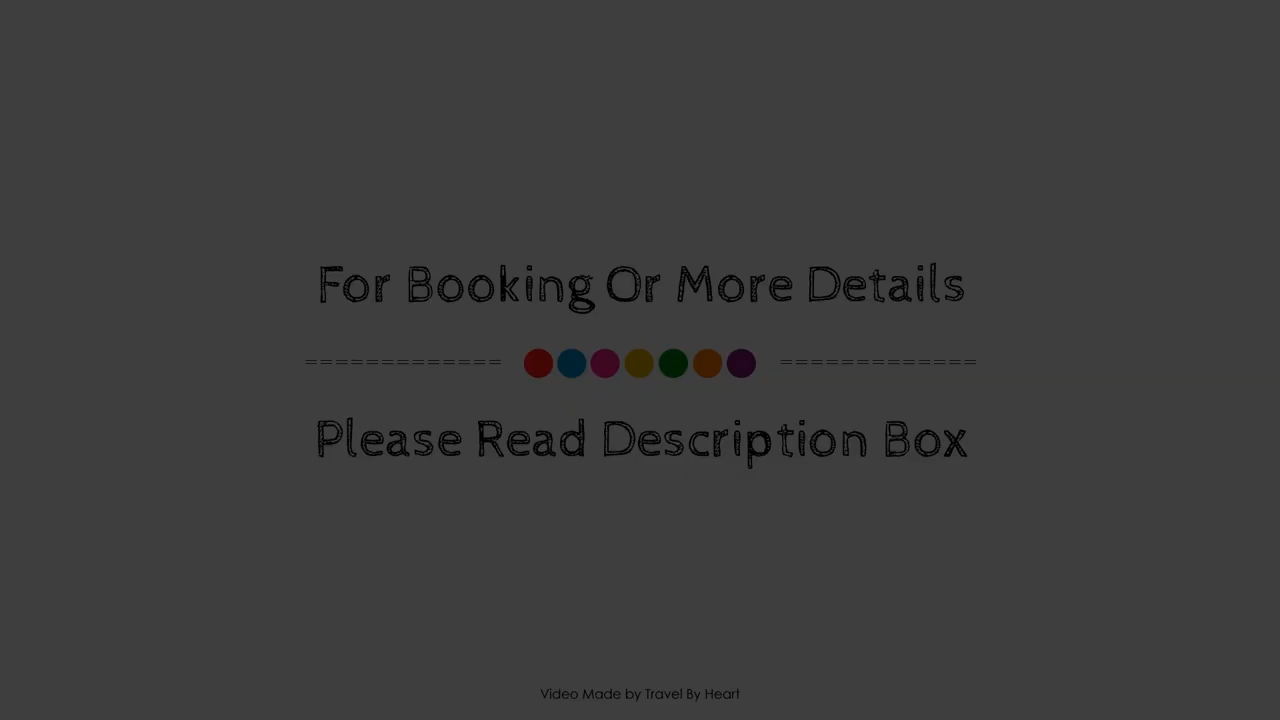 For Booking Or More Details
============= =============
Please Read Description Box
Video Made by Travel By Heart